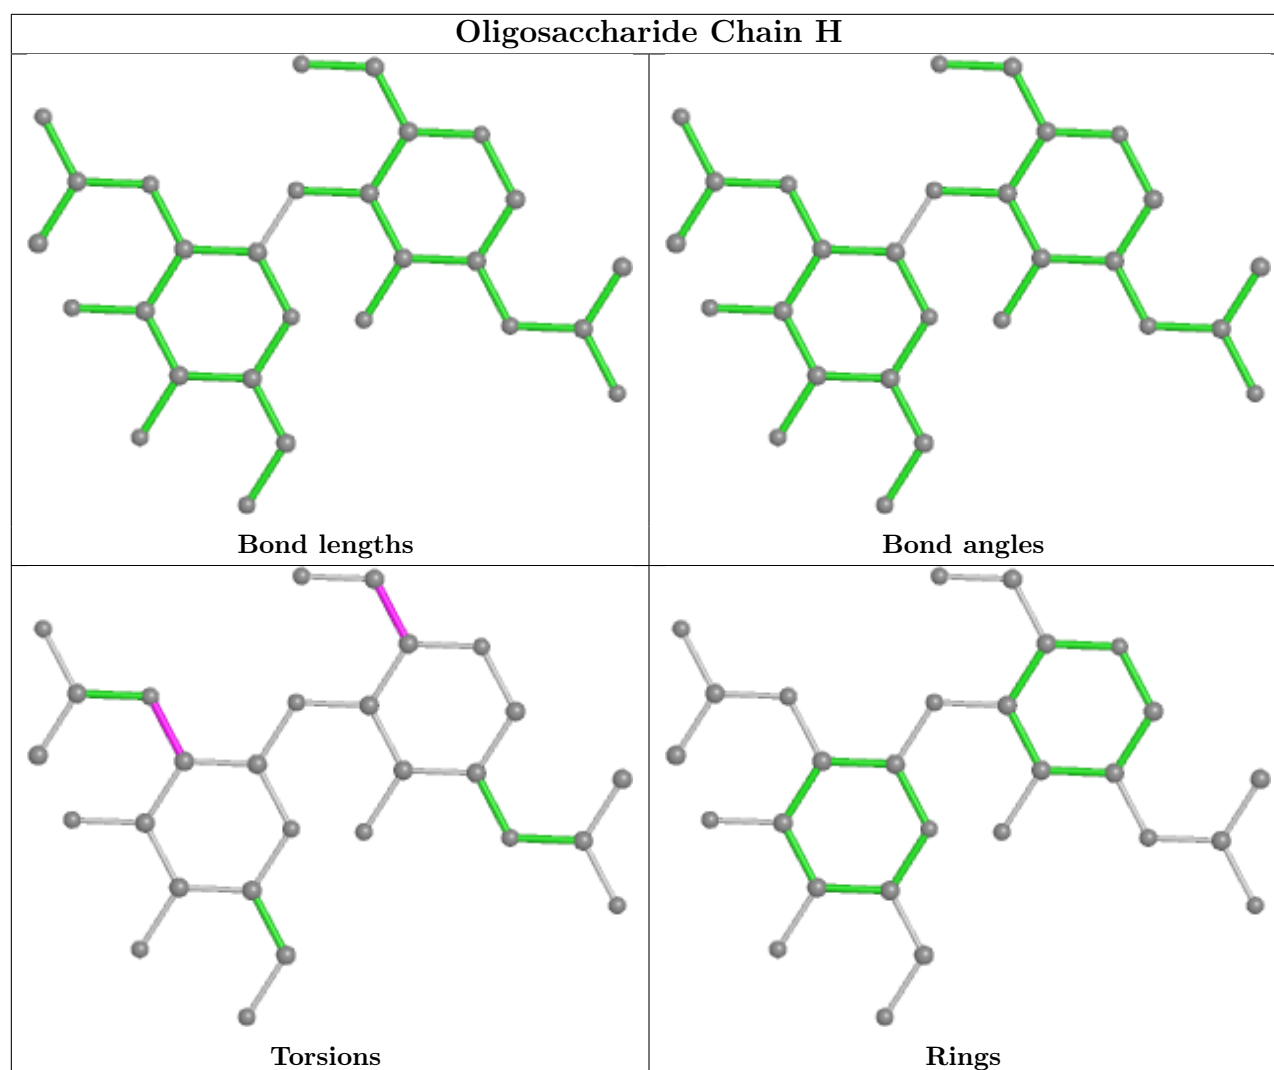 Oligosaccharide Chain H
Bond lengths
Bond angles
Torsions
Rings